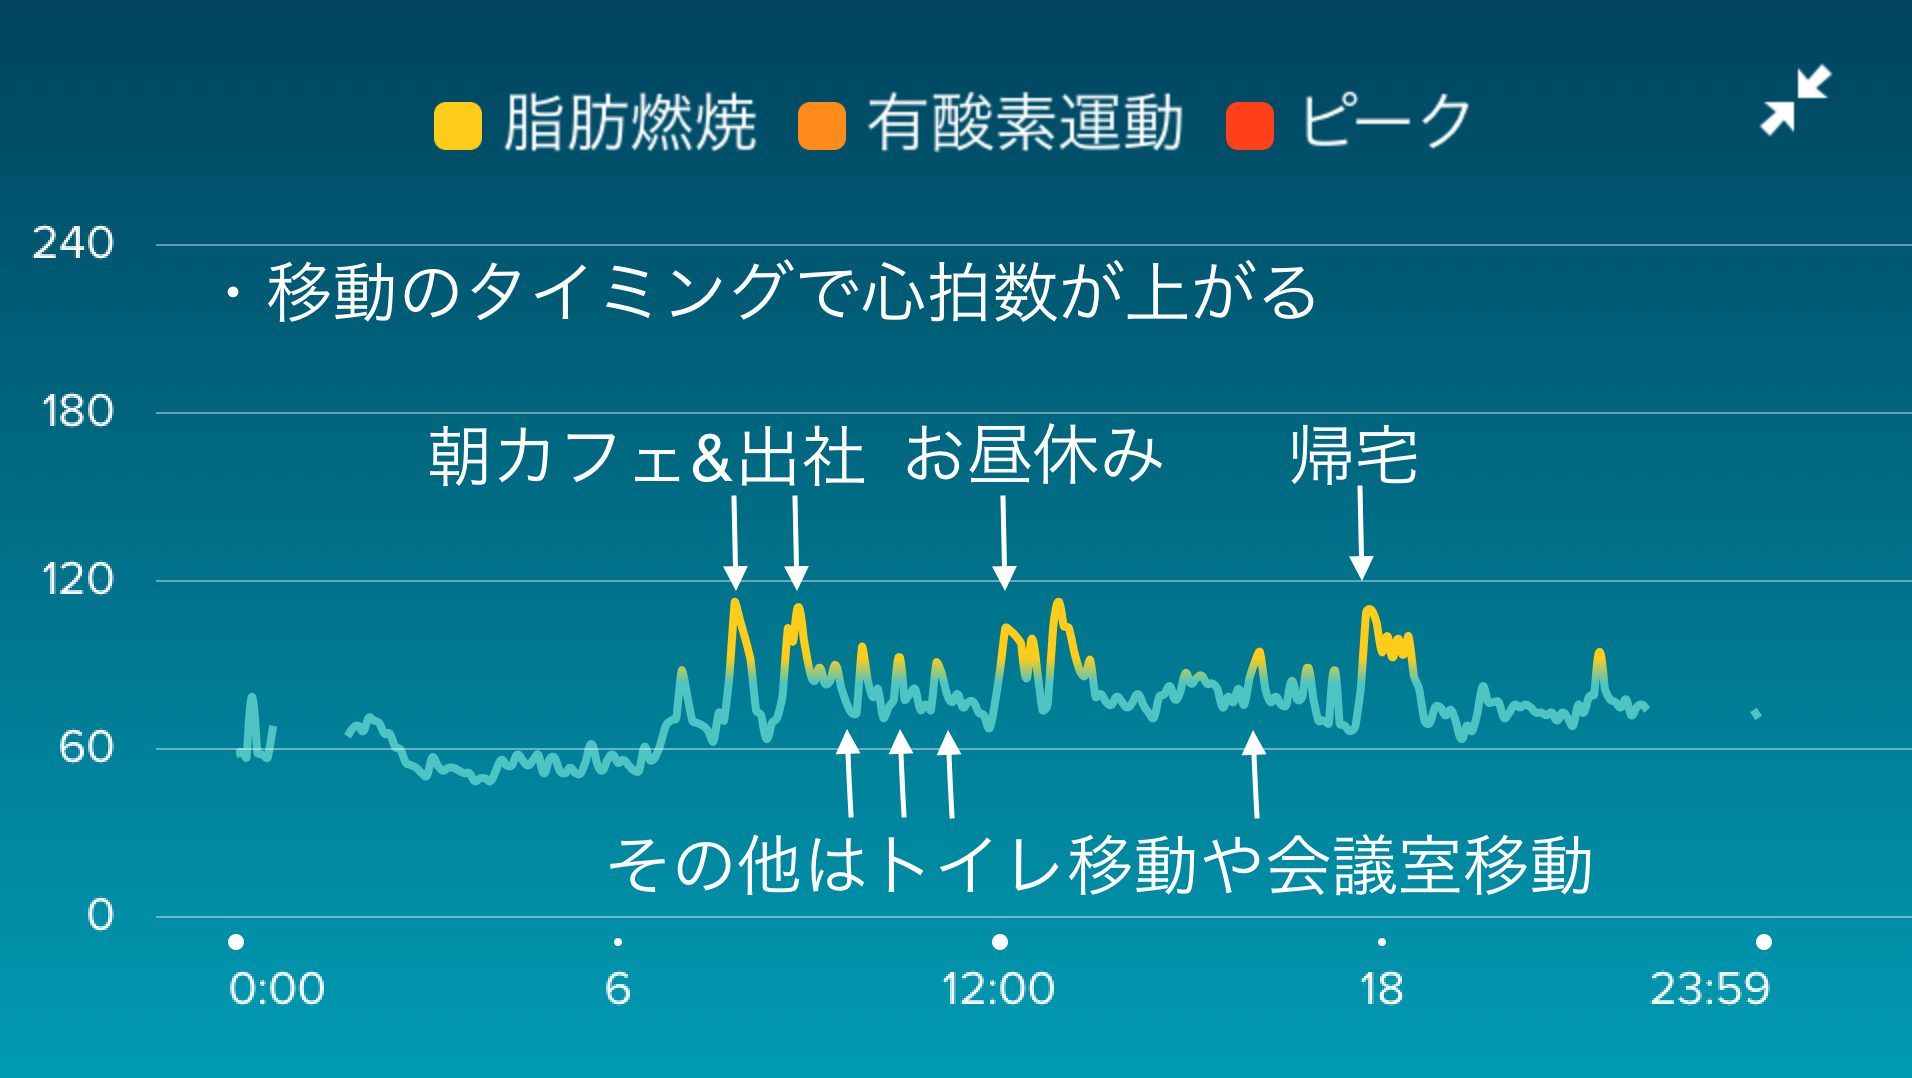 脂肪燃焼 有酸素運動 ピーク
240
・移動のタイミングで心拍数が上がる
180
朝カフェ&出社 お昼休み 帰宅
120
60
その他はトイレ移動や会議室移動
0
0:00 6 12:00 18 23:59